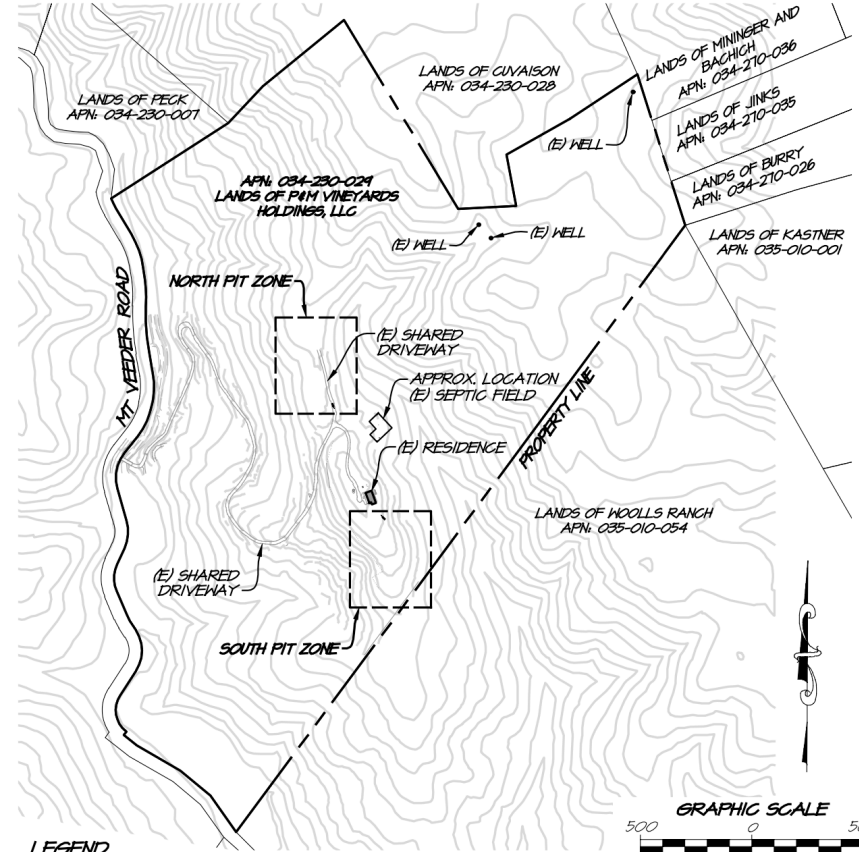 LANDS OF PECK
APN: 034-230-007
LANDS OF CUVAISON
APN: 034-230-028
LANDS OF MININGER AND
BACHICH
APN: 034-270-036
LANDS OF JINKS
APN: 034-270-035
LANDS OF BURRY
APN: 034-270-026
LANDS OF KASTNER
APN: 035-010-001
(E) WELL
APN: 034-230-029
LANDS OF P&M VINEYARDS
HOLDINGS, LLC
(E) WELL
(E) WELL
NORTH PIT ZONE
(E) SHARED
DRIVEWAY
MT VEEDER ROAD
APPROX. LOCATION
(E) SEPTIC FIELD
PROPERTY LINE
(E) RESIDENCE
LANDS OF WOOLLS RANCH
APN: 035-010-054
(E) SHARED
DRIVEWAY
SOUTH PIT ZONE
GRAPHIC SCALE
500 0
LEGEND